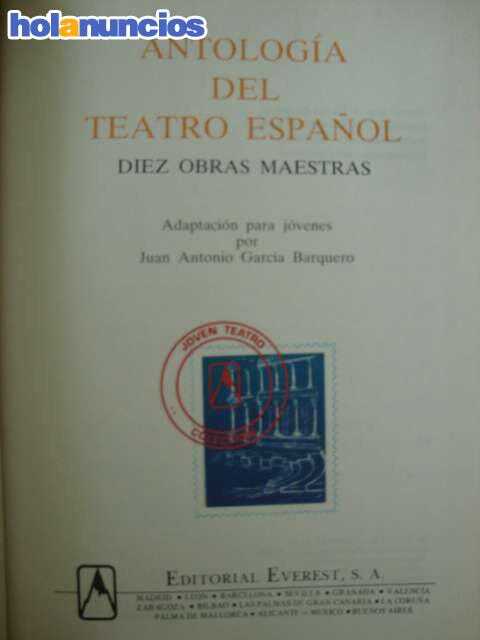 holanuncios
ANTOLOGÍA
DEL
TEATRO ESPAÑOL
DIEZ OBRAS MAESTRAS
Adaptación para jóvenes
por
Juan Antonio García Barquero
JOVEN TEATRO
COLECCIÓN
EDITORIAL EVEREST, S. A.
MADRID • LEÓN • BARCELONA • SEVILLA • GRANADA • VALENCIA
ZARAGOZA • BILBAO • LAS PALMAS DE GRAN CANARIA • LA CORUÑA
PALMA DE MALLORCA • ALICANTE — MÉXICO • BUENOS AIRES